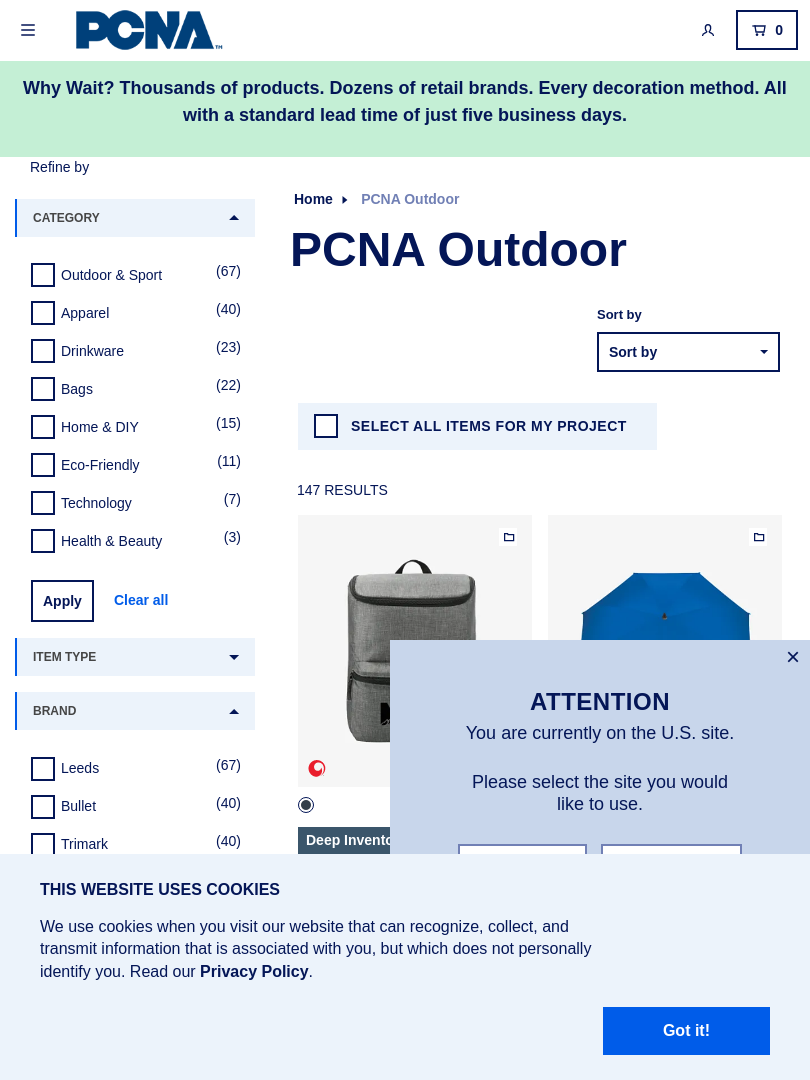 PCNA™
0
Why Wait? Thousands of products. Dozens of retail brands. Every decoration method. All
with a standard lead time of just five business days.
Refine by
CATEGORY
Outdoor & Sport (67)
Apparel (40)
Drinkware (23)
Bags (22)
Home & DIY (15)
Eco-Friendly (11)
Technology (7)
Health & Beauty (3)
Apply Clear all
ITEM TYPE
BRAND
Leeds (67)
Bullet (40)
Trimark (40)
Home PCNA Outdoor
PCNA Outdoor
Sort by
Sort by
SELECT ALL ITEMS FOR MY PROJECT
147 RESULTS
ATTENTION
You are currently on the U.S. site.
Please select the site you would
like to use.
THIS WEBSITE USES COOKIES
We use cookies when you visit our website that can recognize, collect, and
transmit information that is associated with you, but which does not personally
identify you. Read our Privacy Policy.
Got it!